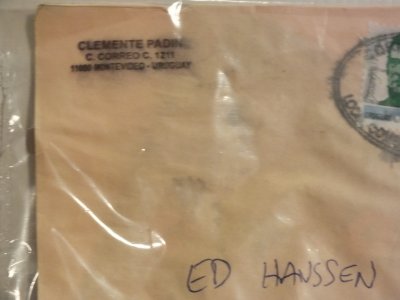 CLEMENTE PADIN
C. CORREO C. 1211
11000 MONTEVIDEO - URUGUAY
ED HANSSEN